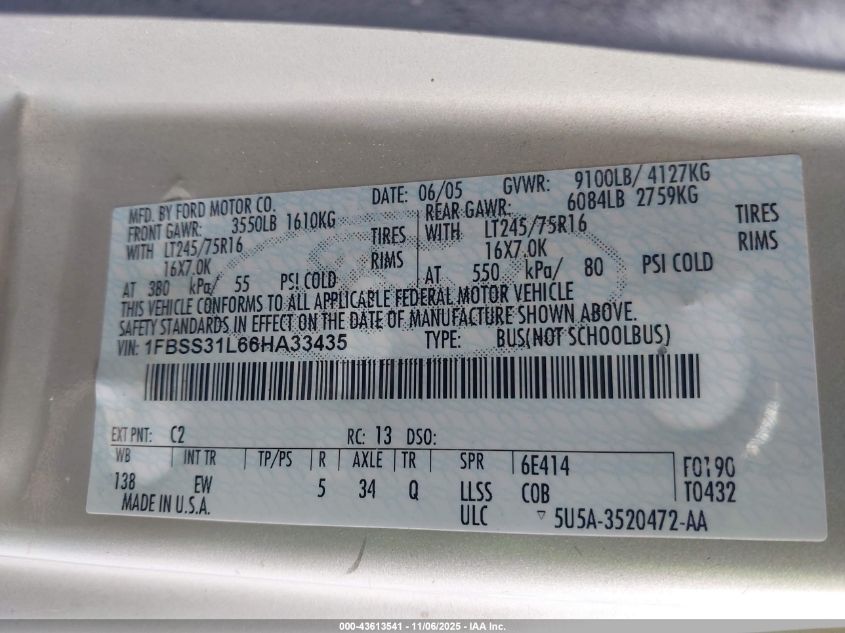 MFD. BY FORD MOTOR CO. DATE: 06/05 GVWR: 9100LB/ 4127KG
FRONT GAWR: 3550LB 1610KG REAR GAWR: 6084LB 2759KG
WITH LT245/75R16 TIRES WITH LT245/75R16 TIRES
16X7.0K RIMS 16X7.0K RIMS
AT 380 kPa/ 55 PSI COLD AT 550 kPa/ 80 PSI COLD
THIS VEHICLE CONFORMS TO ALL APPLICABLE FEDERAL MOTOR VEHICLE
SAFETY STANDARDS IN EFFECT ON THE DATE OF MANUFACTURE SHOWN ABOVE.
VIN: 1FBSS31L66HA33435 TYPE: BUS(NOT SCHOOLBUS)
EXT PNT: C2 RC: 13 DSO:
WB INT TR TP/PS R AXLE TR SPR 6E414 F0190
138 EW 5 34 Q LLSS COB T0432
MADE IN U.S.A. ULC ▽ 5U5A-3520472-AA
000-43613541 - 11/06/2025 - IAA Inc.